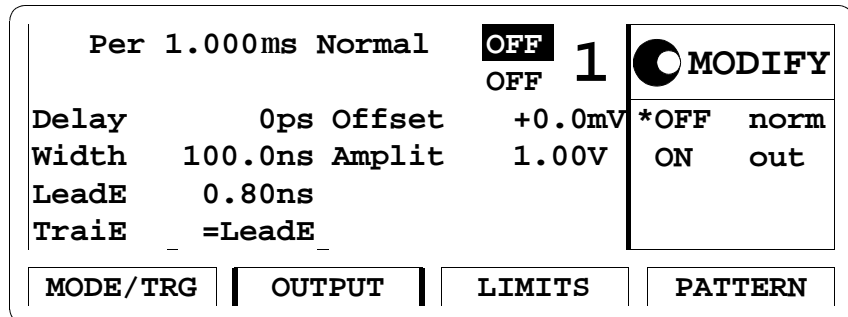 Per 1.000ms Normal OFF 1 MODIFY
OFF
Delay 0ps Offset +0.0mV *OFF norm
Width 100.0ns Amplit 1.00V ON out
LeadE 0.80ns
TraiE =LeadE
MODE/TRG OUTPUT LIMITS PATTERN